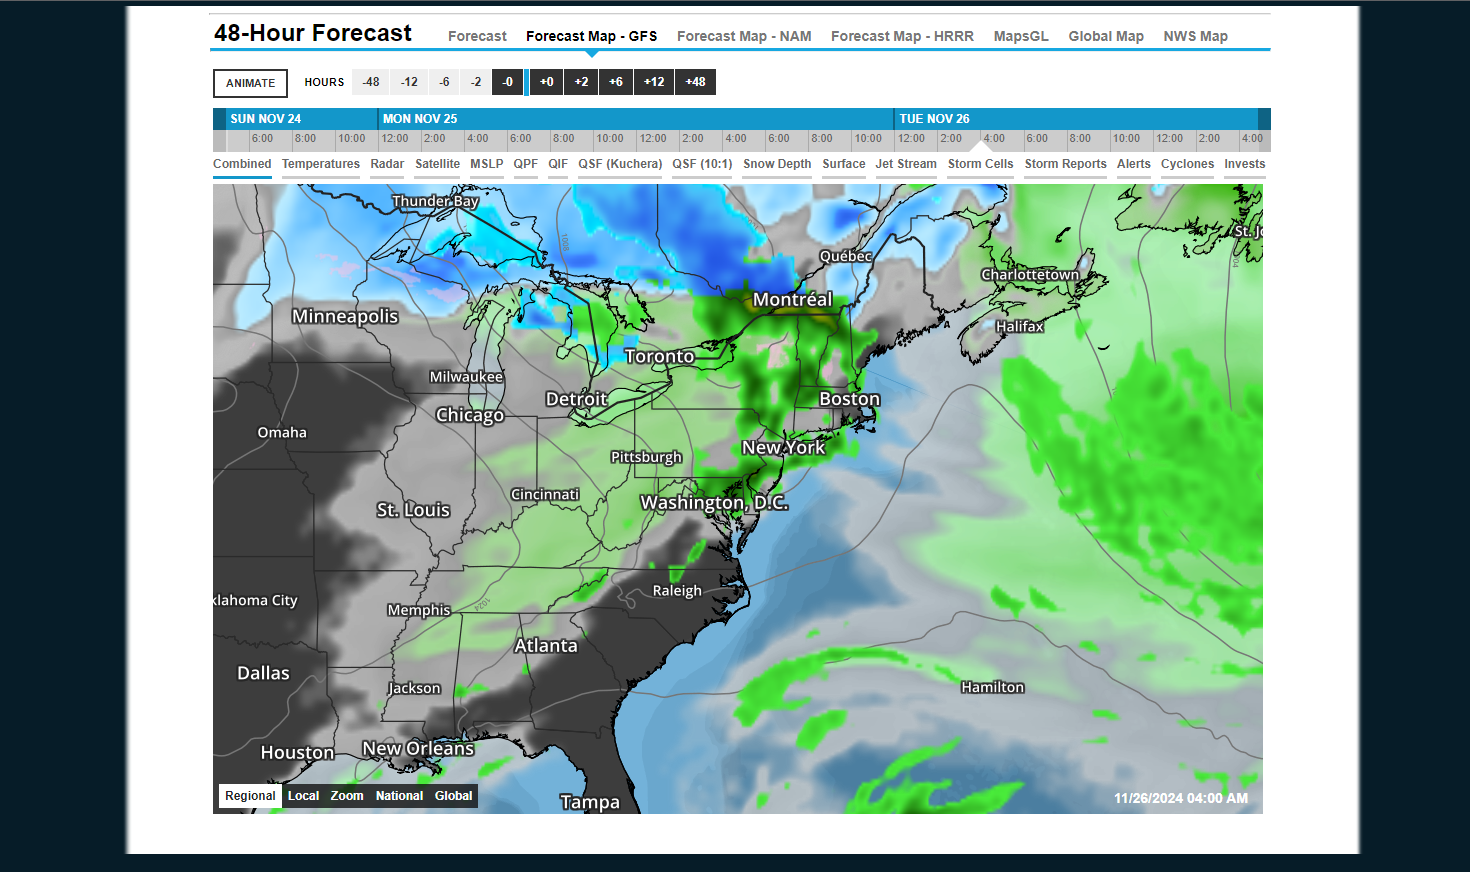 48-Hour Forecast Forecast Forecast Map - GFS Forecast Map - NAM Forecast Map - HRRR MapsGL Global Map NWS Map
ANIMATE HOURS -48 -12 -6 -2 -0 +0 +2 +6 +12 +48
SUN NOV 24 MON NOV 25 TUE NOV 26
6:00 8:00 10:00 12:00 2:00 4:00 6:00 8:00 10:00 12:00 2:00 4:00 6:00 8:00 10:00 12:00 2:00 4:00 6:00 8:00 10:00 12:00 2:00 4:00
Combined Temperatures Radar Satellite MSLP QPF QIF QSF (Kuchera) QSF (10:1) Snow Depth Surface Jet Stream Storm Cells Storm Reports Alerts Cyclones Invests
Thunder Bay
St. Jo
1008
Québec
Charlottetown
Montréal
Minneapolis
Halifax
Toronto
Milwaukee
Detroit
Boston
Chicago
Omaha
New York
Pittsburgh
Cincinnati
Washington, D.C.
St. Louis
Raleigh
klahoma City
1024
Memphis
Atlanta
Dallas
Jackson
Hamilton
Houston
New Orleans
Tampa
Regional Local Zoom National Global
11/26/2024 04:00 AM